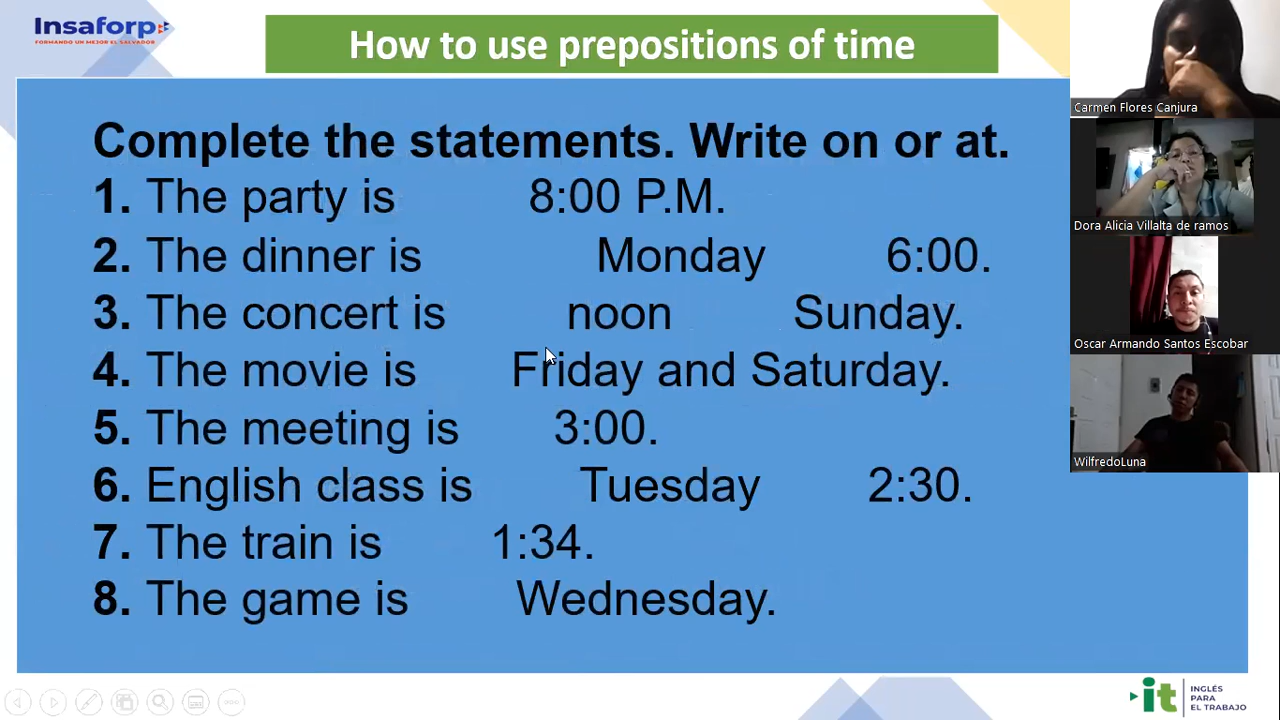 Insaforp
FORMANDO UN MEJOR EL SALVADOR
How to use prepositions of time
Complete the statements. Write on or at.
1. The party is 8:00 P.M.
2. The dinner is Monday 6:00.
3. The concert is noon Sunday.
4. The movie is Friday and Saturday.
5. The meeting is 3:00.
6. English class is Tuesday 2:30.
7. The train is 1:34.
8. The game is Wednesday.
Carmen Flores Canjura
Dora Alicia Villalta de ramos
Oscar Armando Santos Escobar
WilfredoLuna
it
INGLÉS
PARA
EL TRABAJO